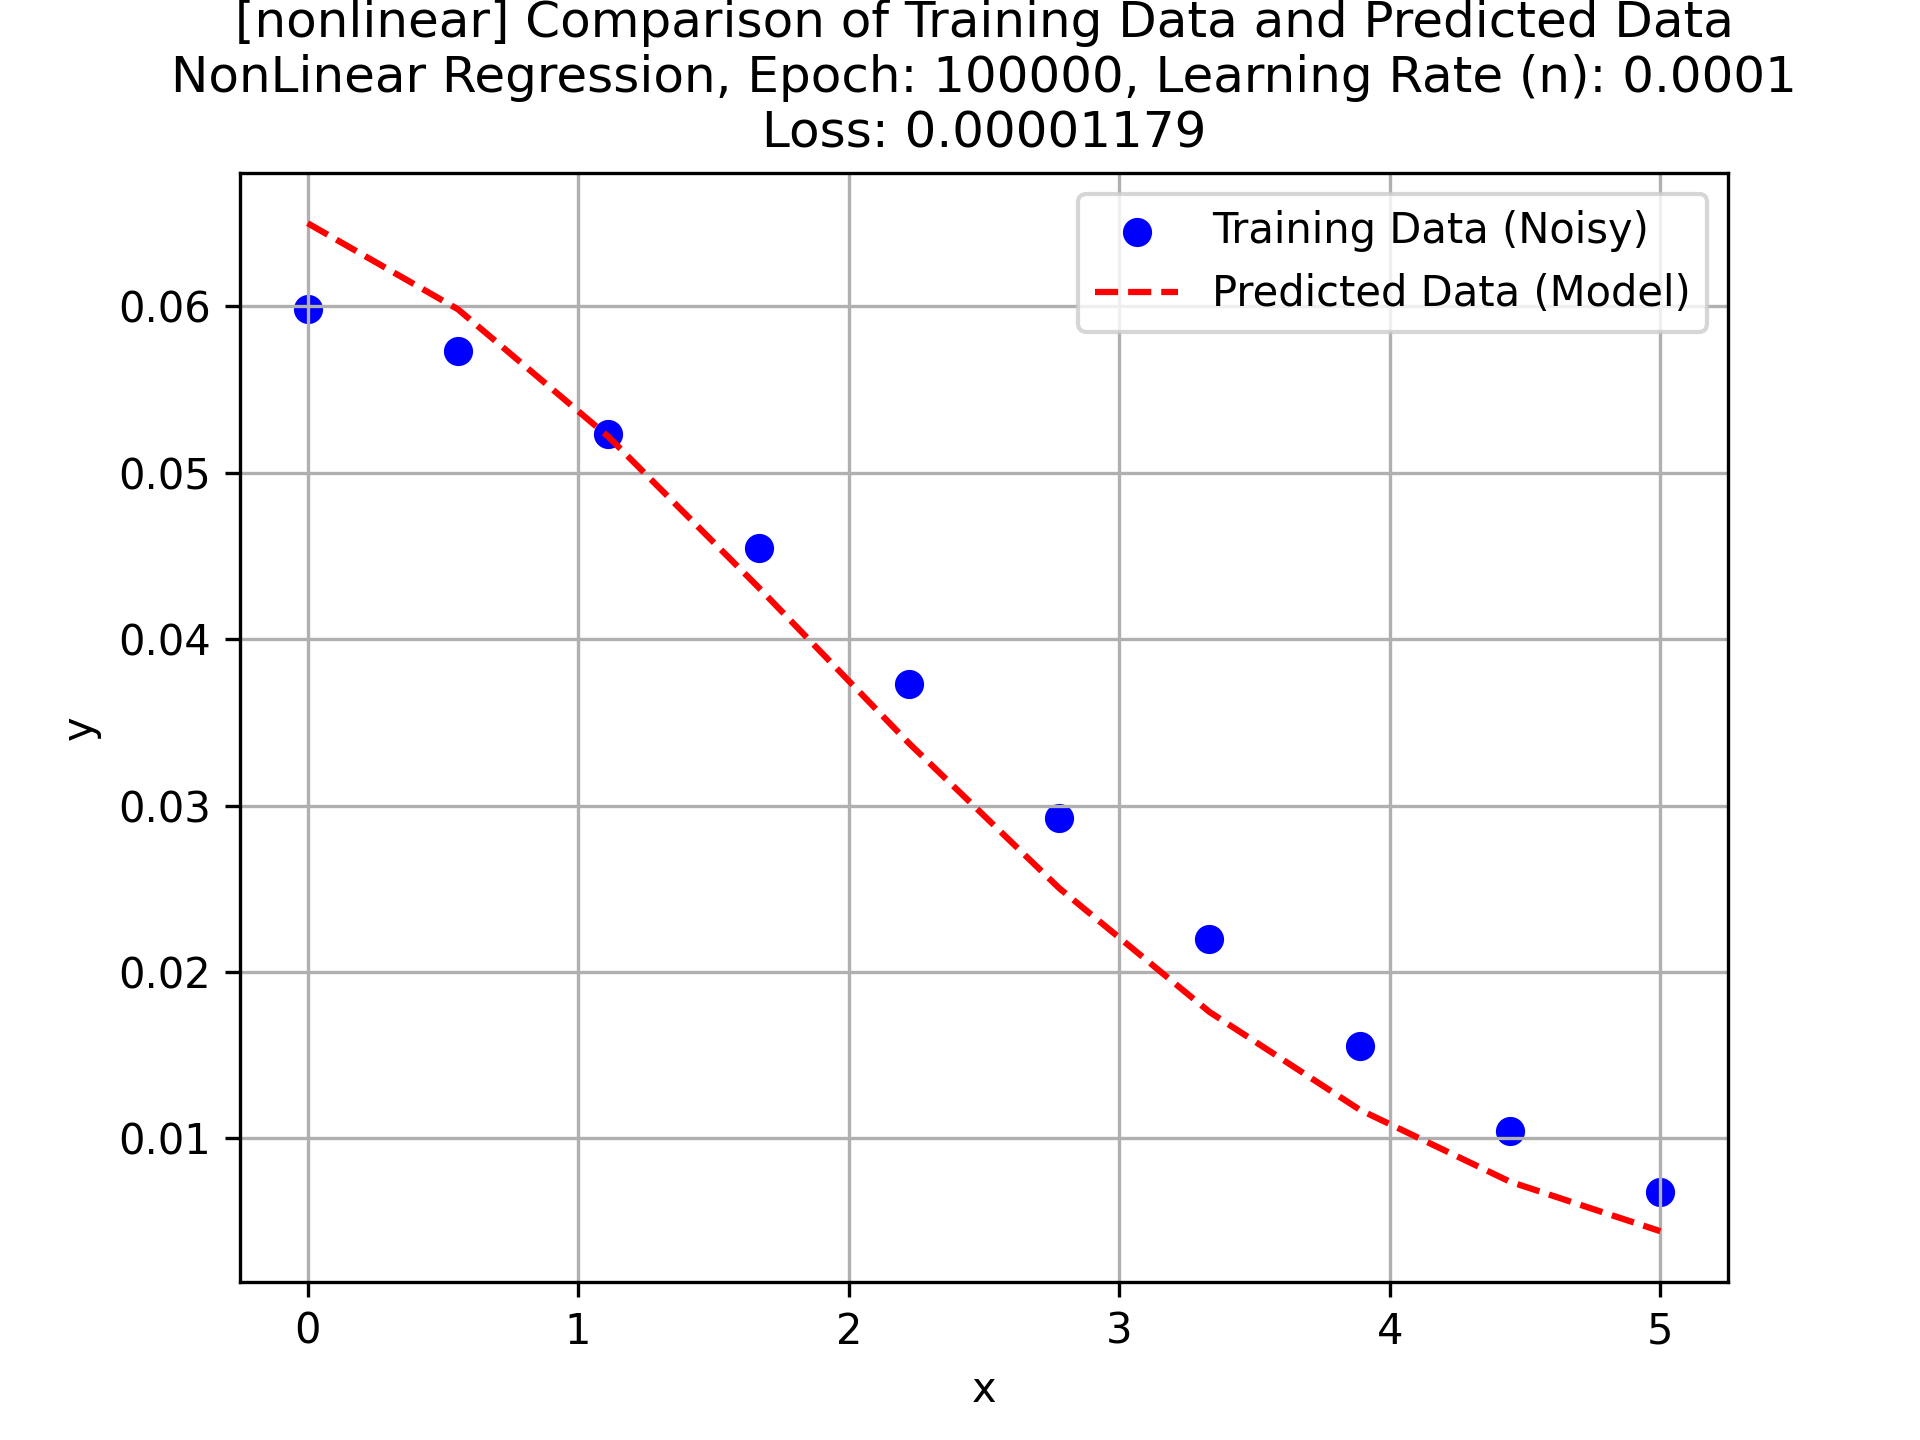 [nonlinear] Comparison of Training Data and Predicted Data
NonLinear Regression, Epoch: 100000, Learning Rate (n): 0.0001
Loss: 0.00001179
Training Data (Noisy)
Predicted Data (Model)
0.06
0.05
0.04
0.03
0.02
0.01
y
0 1 2 3 4 5
x